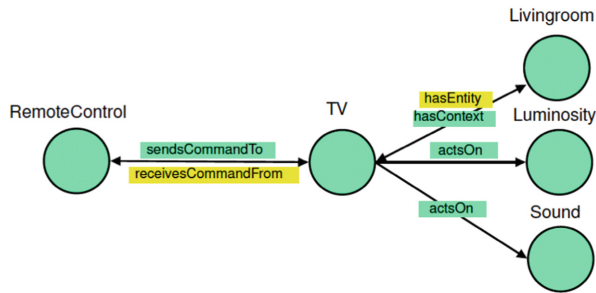 Livingroom
hasEntity
RemoteControl
TV
hasContext
Luminosity
sendsCommandTo
actsOn
receivesCommandFrom
actsOn
Sound